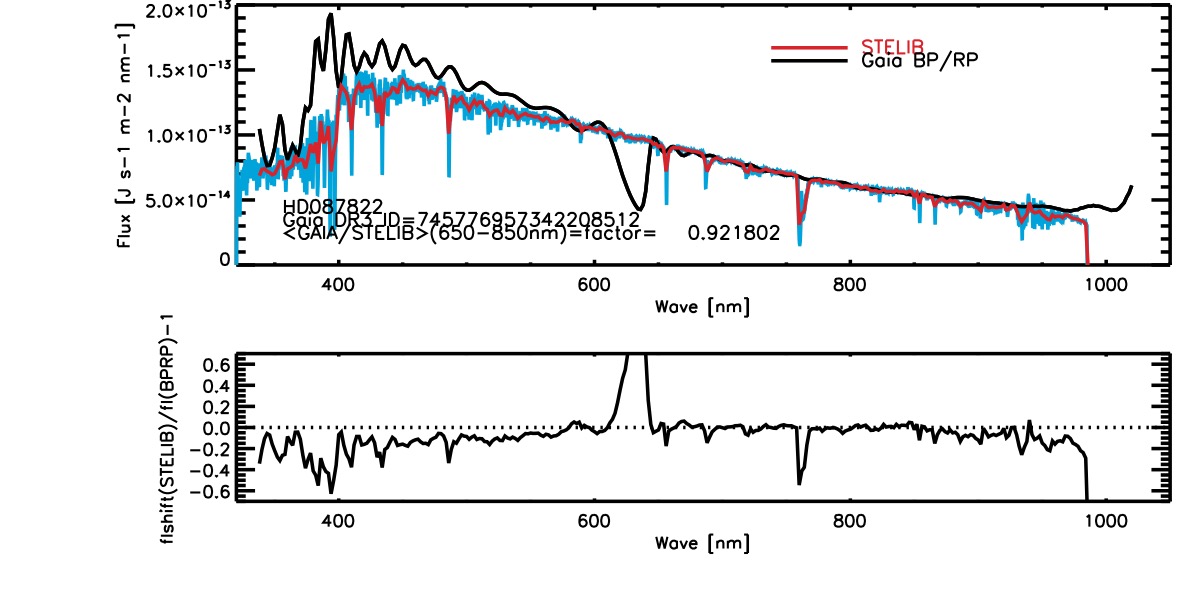 2.0×10−13
1.5×10−13
1.0×10−13
5.0×10−14
0
Flux [J s−1 m−2 nm−1]
STELIB
Gaia BP/RP
HD087822
Gaia DR3 ID=745776957342208512
<GAIA/STELIB>(650−850nm)=factor= 0.921802
400 600 800 1000
Wave [nm]
0.6
0.4
0.2
0.0
−0.2
−0.4
−0.6
flshift(STELIB)/fl(BPRP)−1
400 600 800 1000
Wave [nm]